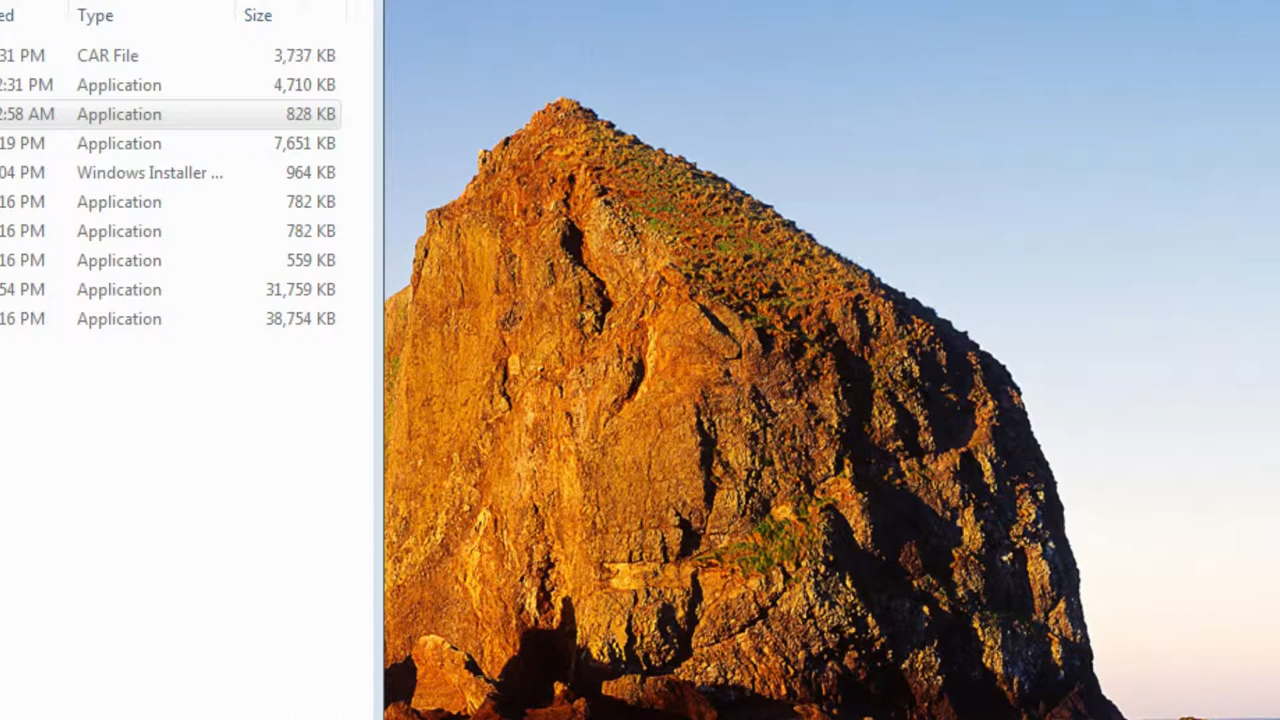 ed Type Size
31 PM CAR File 3,737 KB
2:31 PM Application 4,710 KB
2:58 AM Application 828 KB
19 PM Application 7,651 KB
04 PM Windows Installer ... 964 KB
16 PM Application 782 KB
16 PM Application 782 KB
16 PM Application 559 KB
54 PM Application 31,759 KB
16 PM Application 38,754 KB